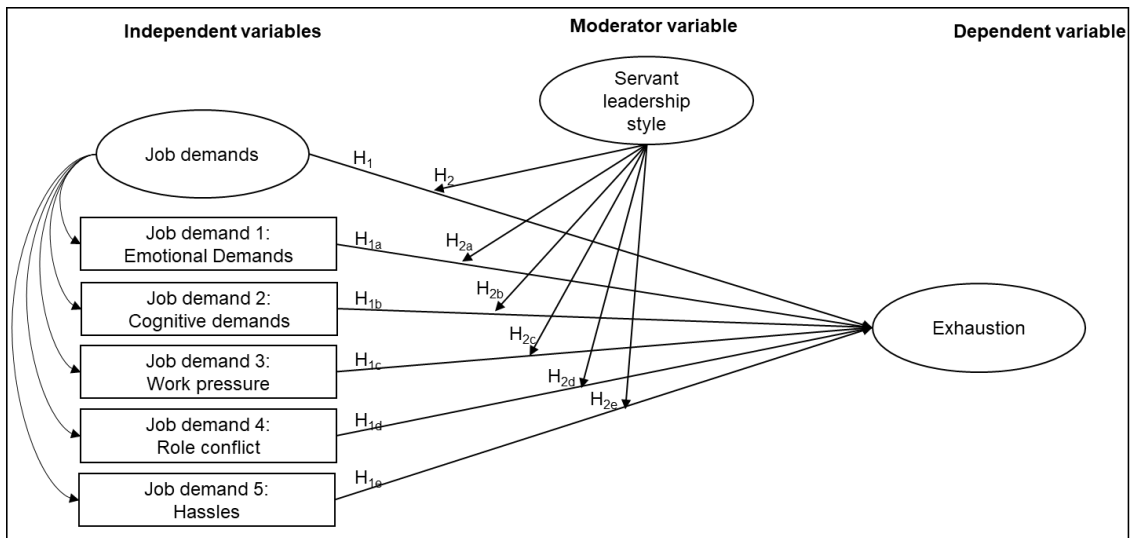 Independent variables
Moderator variable
Dependent variable
Servant
leadership
style
Job demands
H1
H2
Job demand 1:
Emotional Demands
H1a
H2a
Job demand 2:
Cognitive demands
H1b
H2b
Exhaustion
Job demand 3:
Work pressure
H1c
H2c
Job demand 4:
Role conflict
H1d
H2d
H2e
Job demand 5:
Hassles
H1e